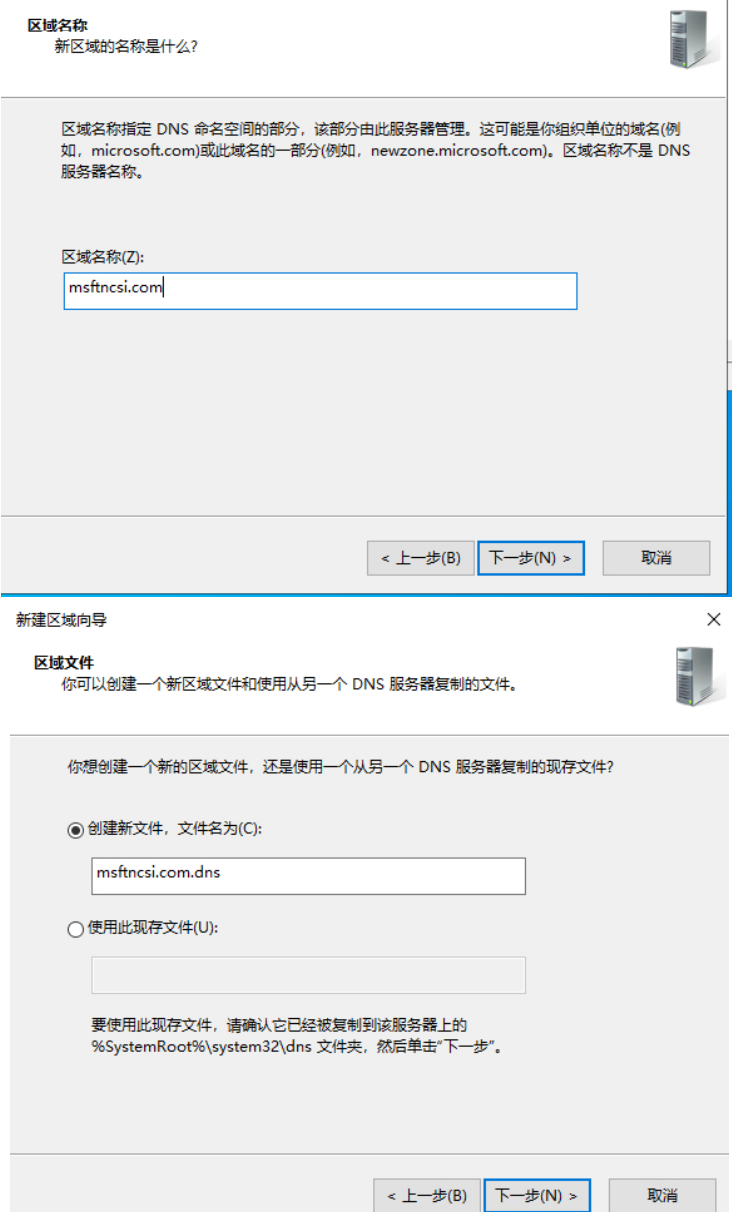 区域名称
新区域的名称是什么?
区域名称指定 DNS 命名空间的部分，该部分由此服务器管理。这可能是你组织单位的域名(例
如，microsoft.com)或此域名的一部分(例如，newzone.microsoft.com)。区域名称不是 DNS
服务器名称。
区域名称(Z):
msftncsi.com
< 上一步(B)
下一步(N) >
取消
新建区域向导
区域文件
你可以创建一个新区域文件和使用从另一个 DNS 服务器复制的文件。
你想创建一个新的区域文件，还是使用一个从另一个 DNS 服务器复制的现存文件?
创建新文件，文件名为(C):
msftncsi.com.dns
使用此现存文件(U):
要使用此现存文件，请确认它已经被复制到该服务器上的
%SystemRoot%\system32\dns 文件夹，然后单击"下一步"。
< 上一步(B)
下一步(N) >
取消